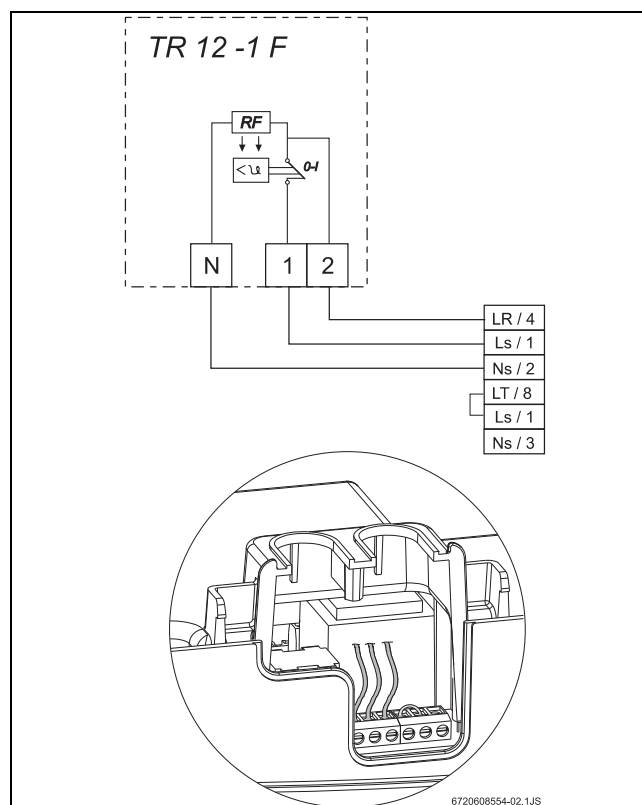 TR 12 -1 F
RF
<ϑ
0-I
N
1
2
LR / 4
Ls / 1
Ns / 2
LT / 8
Ls / 1
Ns / 3
6720608554-02.1JS